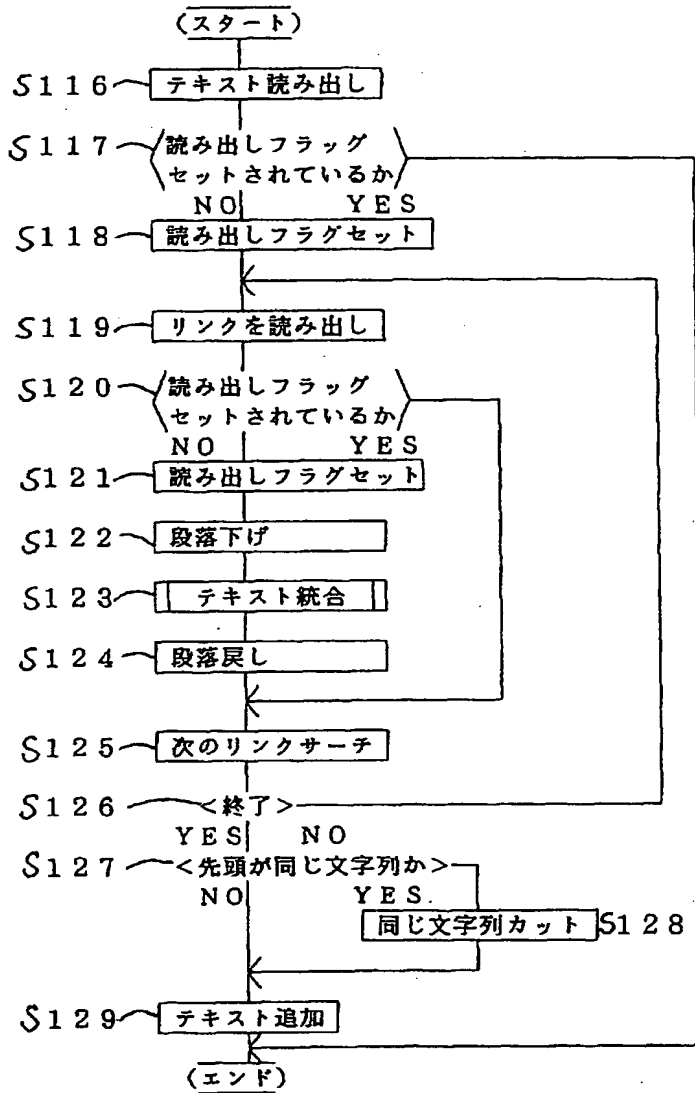 (スタート)
S116 テキスト読み出し
S117 読み出しフラッグ
セットされているか
NO YES
S118 読み出しフラグセット
S119 リンクを読み出し
S120 読み出しフラッグ
セットされているか
NO YES
S121 読み出しフラグセット
S122 段落下げ
S123 テキスト統合
S124 段落戻し
S125 次のリンクサーチ
S126 <終了>
YES NO
S127 <先頭が同じ文字列か>
NO YES
同じ文字列カット S128
S129 テキスト追加
(エンド)